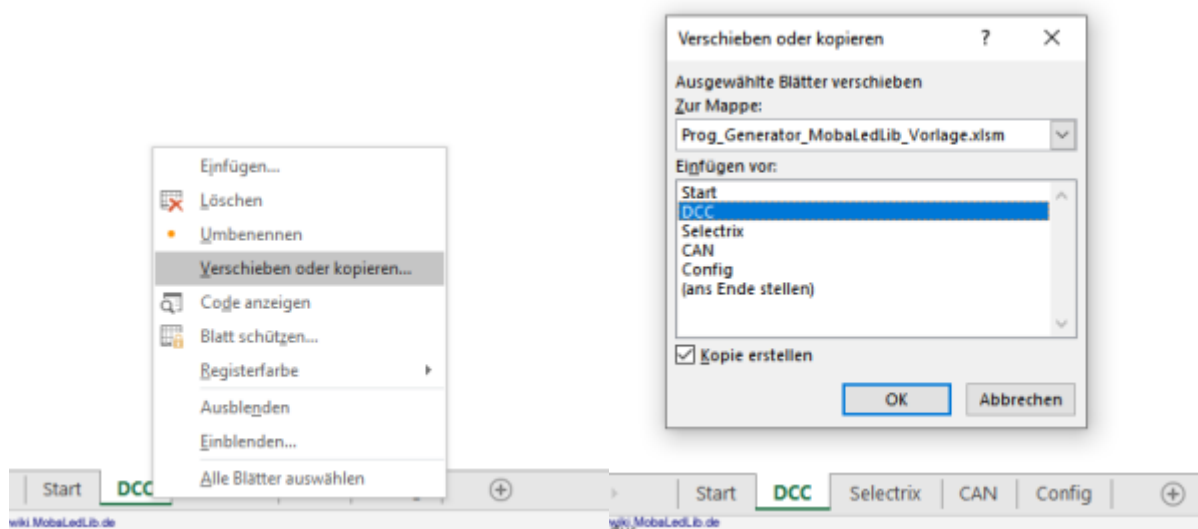 Einfügen...
Löschen
Umbenennen
Verschieben oder kopieren...
Code anzeigen
Blatt schützen...
Registerfarbe
Ausblenden
Einblenden...
Alle Blätter auswählen
Start DCC
wiki.MobaLedLib.de
Verschieben oder kopieren ? ×
Ausgewählte Blätter verschieben
Zur Mappe:
Prog_Generator_MobaLedLib_Vorlage.xlsm
Einfügen vor:
Start
DCC
Selectrix
CAN
Config
(ans Ende stellen)
Kopie erstellen
OK Abbrechen
Start DCC Selectrix CAN Config
wiki.MobaLedLib.de